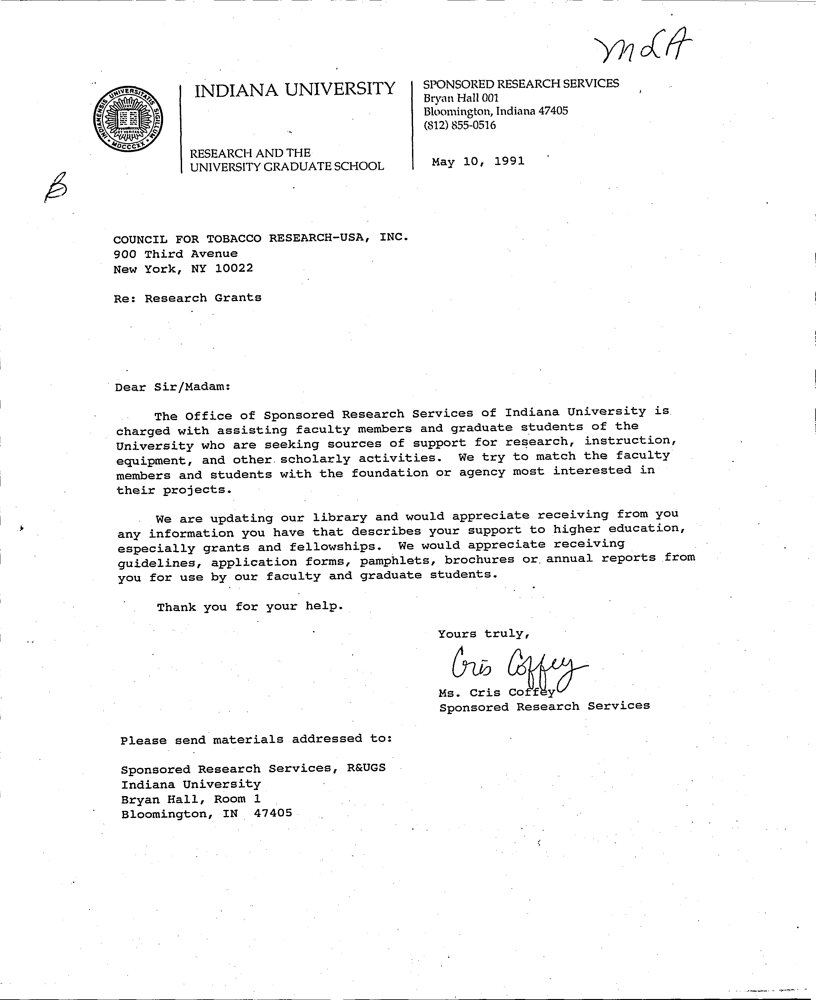 MLA
INDIANA UNIVERSITY
RESEARCH AND THE
UNIVERSITY GRADUATE SCHOOL
SPONSORED RESEARCH SERVICES
Bryan Hall 001
Bloomington, Indiana 47405
(812) 855-0516
May 10, 1991
B
COUNCIL FOR TOBACCO RESEARCH-USA, INC.
900 Third Avenue
New York, NY 10022
Re: Research Grants
Dear Sir/Madam:
The Office of Sponsored Research Services of Indiana University is
charged with assisting faculty members and graduate students of the
University who are seeking sources of support for research, instruction,
equipment, and other scholarly activities. We try to match the faculty
members and students with the foundation or agency most interested in
their projects.
We are updating our library and would appreciate receiving from you
any information you have that describes your support to higher education,
especially grants and fellowships. We would appreciate receiving
guidelines, application forms, pamphlets, brochures or annual reports from
you for use by our faculty and graduate students.
Thank you for your help.
Yours truly,
Cris Coffey
Ms. Cris Coffey
Sponsored Research Services
Please send materials addressed to:
Sponsored Research Services, R&UGS
Indiana University
Bryan Hall, Room 1
Bloomington, IN 47405